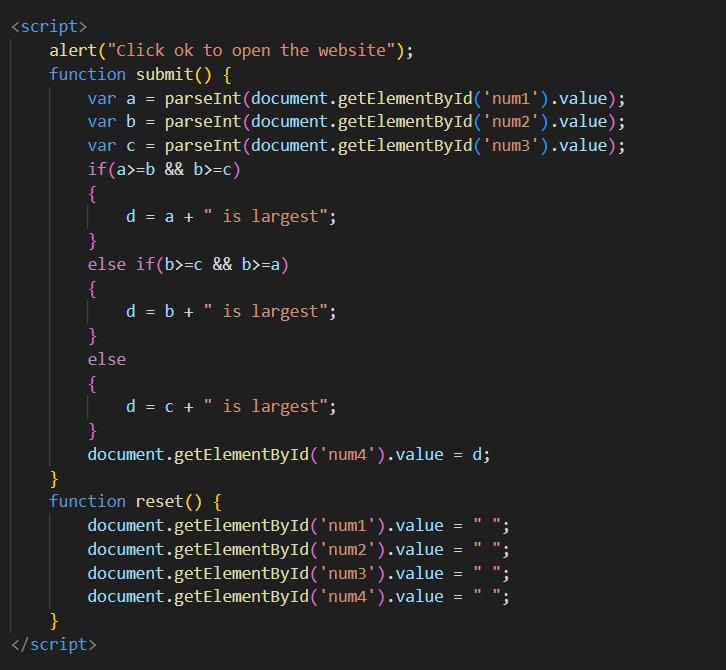 <script>
    alert("Click ok to open the website");
    function submit() {
        var a = parseInt(document.getElementById('num1').value);
        var b = parseInt(document.getElementById('num2').value);
        var c = parseInt(document.getElementById('num3').value);
        if(a>=b && b>=c)
        {
            d = a + " is largest";
        }
        else if(b>=c && b>=a)
        {
            d = b + " is largest";
        }
        else
        {
            d = c + " is largest";
        }
        document.getElementById('num4').value = d;
    }
    function reset() {
        document.getElementById('num1').value = " ";
        document.getElementById('num2').value = " ";
        document.getElementById('num3').value = " ";
        document.getElementById('num4').value = " ";
    }
</script>